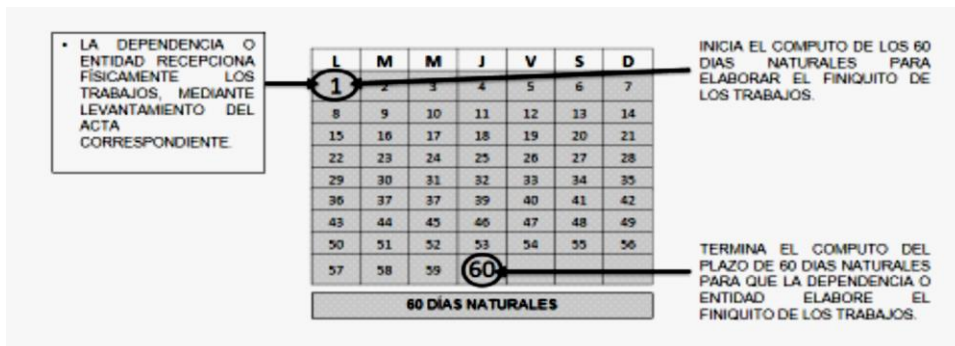 • LA DEPENDENCIA O
ENTIDAD RECEPCIONA
FÍSICAMENTE LOS
TRABAJOS, MEDIANTE
LEVANTAMIENTO DEL
ACTA
CORRESPONDIENTE.
L M M J V S D
1 2 3 4 5 6 7
8 9 10 11 12 13 14
15 16 17 18 19 20 21
22 23 24 25 26 27 28
29 30 31 32 33 34 35
36 37 37 39 40 41 42
43 44 45 46 47 48 49
50 51 52 53 54 55 56
57 58 59 60
60 DÍAS NATURALES
INICIA EL COMPUTO DE LOS 60
DIAS NATURALES PARA
ELABORAR EL FINIQUITO DE
LOS TRABAJOS.
TERMINA EL COMPUTO DEL
PLAZO DE 60 DIAS NATURALES
PARA QUE LA DEPENDENCIA O
ENTIDAD ELABORE EL
FINIQUITO DE LOS TRABAJOS.